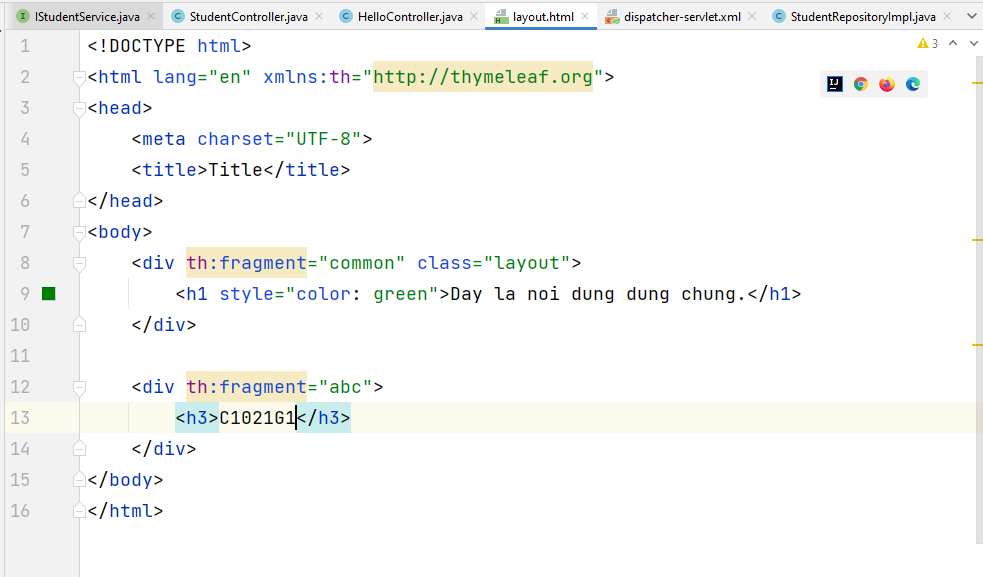 IStudentService.java StudentController.java HelloController.java layout.html dispatcher-servlet.xml StudentRepositoryImpl.java
1 <!DOCTYPE html> 3
2 <html lang="en" xmlns:th="http://thymeleaf.org">
3 <head>
4 <meta charset="UTF-8">
5 <title>Title</title>
6 </head>
7 <body>
8 <div th:fragment="common" class="layout">
9 <h1 style="color: green">Day la noi dung dung chung.</h1>
10 </div>
11
12 <div th:fragment="abc">
13 <h3>C1021G1</h3>
14 </div>
15 </body>
16 </html>